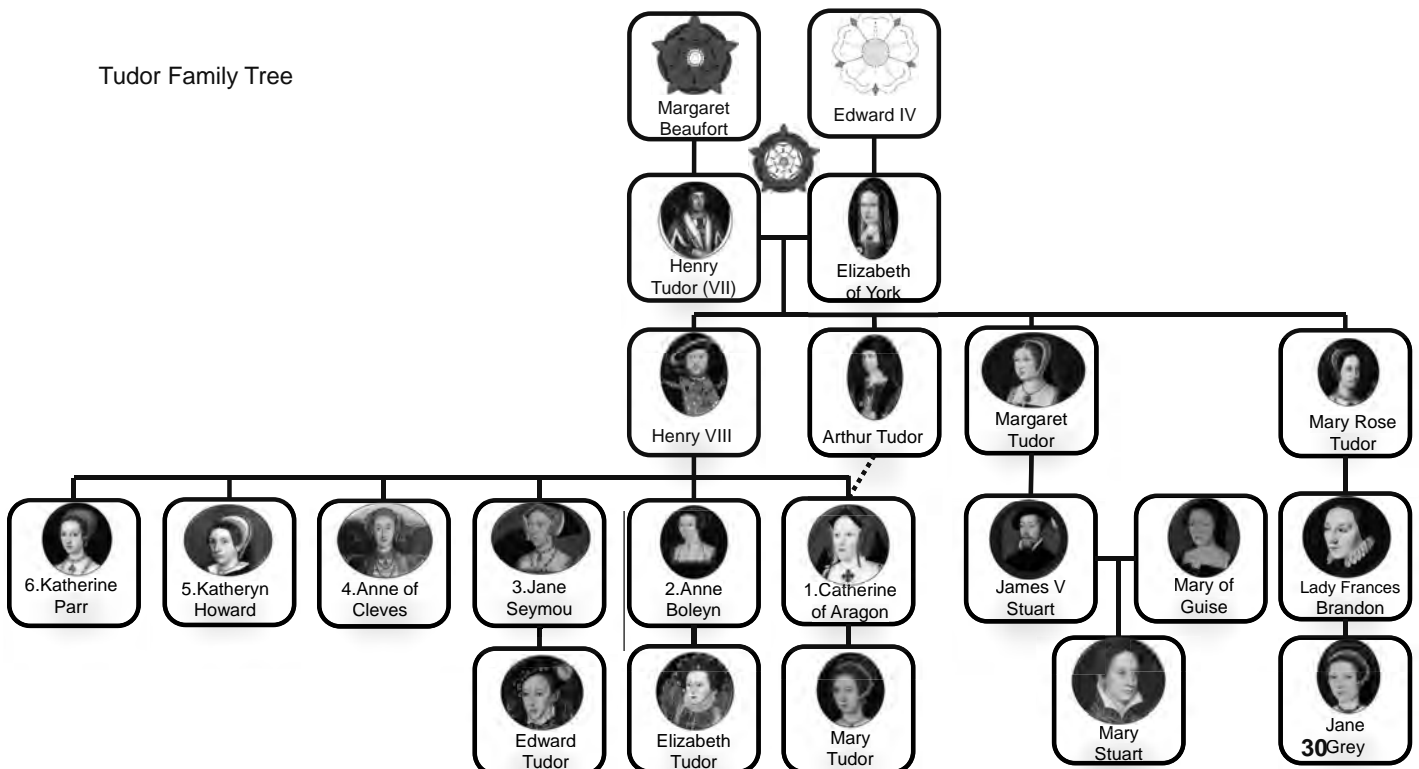 Tudor Family Tree
Margaret
Beaufort
Edward IV
Henry
Tudor (VII)
Elizabeth
of York
Henry VIII
Arthur Tudor
Margaret
Tudor
Mary Rose
Tudor
6.Katherine
Parr
5.Katheryn
Howard
4.Anne of
Cleves
3.Jane
Seymou
2.Anne
Boleyn
1.Catherine
of Aragon
James V
Stuart
Mary of
Guise
Lady Frances
Brandon
Edward
Tudor
Elizabeth
Tudor
Mary
Tudor
Mary
Stuart
Jane
30Grey